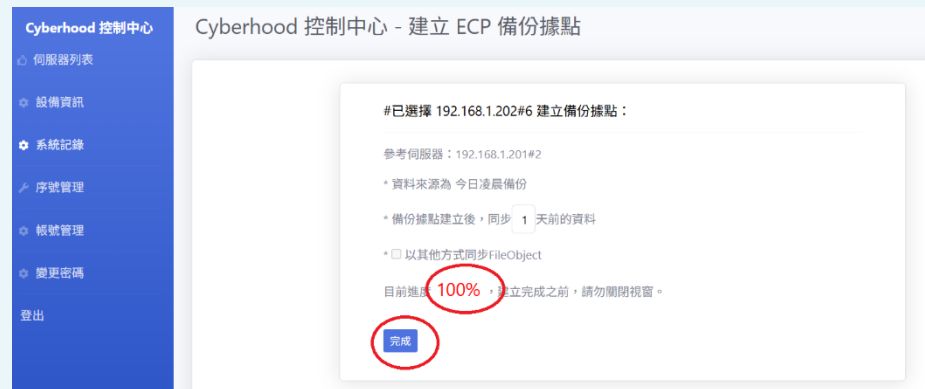 Cyberhood 控制中心
伺服器列表
設備資訊
系統記錄
序號管理
帳號管理
變更密碼
登出
Cyberhood 控制中心 - 建立 ECP 備份據點
#已選擇 192.168.1.202#6 建立備份據點：
參考伺服器：192.168.1.201#2
* 資料來源為 今日凌晨備份
* 備份據點建立後，同步 1 天前的資料
* 以其他方式同步FileObject
目前進度 100% ，建立完成之前，請勿關閉視窗。
完成